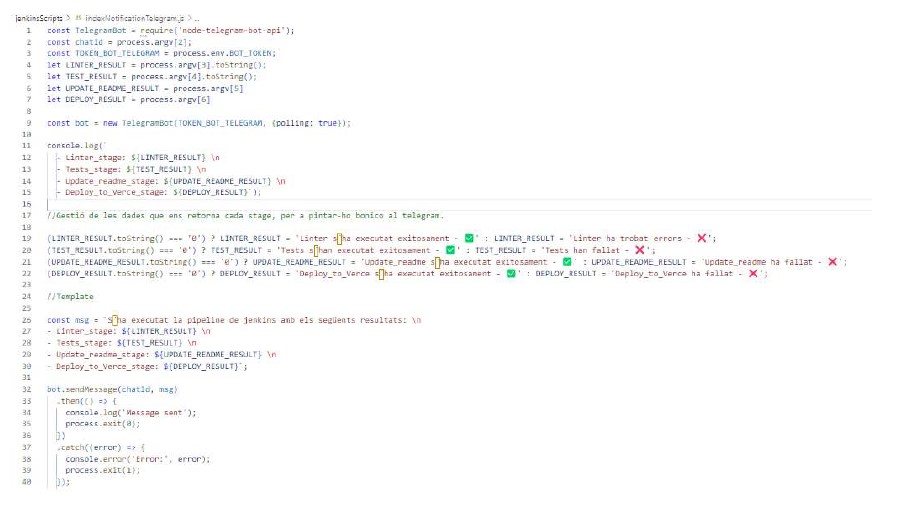 jenkinsScripts > JS indexNotificationTelegram.js > ...
1 const TelegramBot = require('node-telegram-bot-api');
2 const chatId = process.argv[2];
3 const TOKEN_BOT_TELEGRAM = process.env.BOT_TOKEN;
4 let LINTER_RESULT = process.argv[3].toString();
5 let TEST_RESULT = process.argv[4].toString();
6 let UPDATE_README_RESULT = process.argv[5]
7 let DEPLOY_RESULT = process.argv[6]
8
9 const bot = new TelegramBot(TOKEN_BOT_TELEGRAM, {polling: true});
10
11 console.log(`
12 - Linter_stage: ${LINTER_RESULT} \n
13 - Tests_stage: ${TEST_RESULT} \n
14 - Update_readme_stage: ${UPDATE_README_RESULT} \n
15 - Deploy_to_Verce_stage: ${DEPLOY_RESULT}`);
16
17 //Gestió de les dades que ens retorna cada stage, per a pintar-ho bonico al telegram.
18
19 (LINTER_RESULT.toString() === '0') ? LINTER_RESULT = 'Linter s´ha executat exitosament - ✅' : LINTER_RESULT = 'Linter ha trobat errors - ❌';
20 (TEST_RESULT.toString() === '0') ? TEST_RESULT = 'Tests s´han executat exitosament - ✅' : TEST_RESULT = 'Tests han fallat - ❌';
21 (UPDATE_README_RESULT.toString() === '0') ? UPDATE_README_RESULT = 'Update_readme s´ha executat exitosament - ✅' : UPDATE_README_RESULT = 'Update_readme ha fallat - ❌';
22 (DEPLOY_RESULT.toString() === '0') ? DEPLOY_RESULT = 'Deploy_to_Verce s´ha executat exitosament - ✅' : DEPLOY_RESULT = 'Deploy_to_Verce ha fallat - ❌';
23
24 //Template
25
26 const msg = `S´ha executat la pipeline de jenkins amb els següents resultats: \n
27 - Linter_stage: ${LINTER_RESULT} \n
28 - Tests_stage: ${TEST_RESULT} \n
29 - Update_readme_stage: ${UPDATE_README_RESULT} \n
30 - Deploy_to_Verce_stage: ${DEPLOY_RESULT}`;
31
32 bot.sendMessage(chatId, msg)
33 .then(() => {
34 console.log('Message sent');
35 process.exit(0);
36 })
37 .catch((error) => {
38 console.error('Error:', error);
39 process.exit(1);
40 });